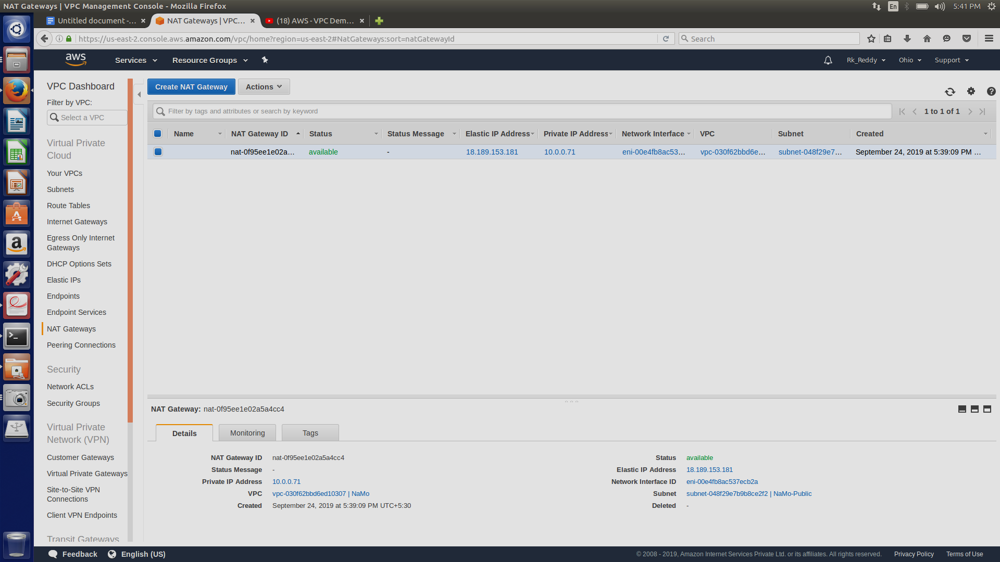 NAT Gateways | VPC Management Console - Mozilla Firefox
En
5:41 PM
Untitled document -...
NAT Gateways | VPC...
(18) AWS - VPC Dem...
https://us-east-2.console.aws.amazon.com/vpc/home?region=us-east-2#NatGateways:sort=natGatewayId
Search
aws
Services
Resource Groups
Rk_Reddy
Ohio
Support
VPC Dashboard
Filter by VPC:
Select a VPC
Virtual Private
Cloud
Your VPCs
Subnets
Route Tables
Internet Gateways
Egress Only Internet
Gateways
DHCP Options Sets
Elastic IPs
Endpoints
Endpoint Services
NAT Gateways
Peering Connections
Security
Network ACLs
Security Groups
Virtual Private
Network (VPN)
Customer Gateways
Virtual Private Gateways
Site-to-Site VPN
Connections
Client VPN Endpoints
Transit Gateways
Create NAT Gateway
Actions
Filter by tags and attributes or search by keyword
1 to 1 of 1
Name NAT Gateway ID Status Status Message Elastic IP Address Private IP Address Network Interface VPC Subnet Created
nat-0f95ee1e02a... available - 18.189.153.181 10.0.0.71 eni-00e4fb8ac53... vpc-030f62bbd6e... subnet-048f29e7... September 24, 2019 at 5:39:09 PM ...
NAT Gateway: nat-0f95ee1e02a5a4cc4
Details Monitoring Tags
NAT Gateway ID nat-0f95ee1e02a5a4cc4
Status Message -
Private IP Address 10.0.0.71
VPC vpc-030f62bbd6ed10307 | NaMo
Created September 24, 2019 at 5:39:09 PM UTC+5:30
Status available
Elastic IP Address 18.189.153.181
Network Interface ID eni-00e4fb8ac537ecb2a
Subnet subnet-048f29e7b9b8ce2f2 | NaMo-Public
Deleted -
Feedback
English (US)
© 2008 - 2019, Amazon Internet Services Private Ltd. or its affiliates. All rights reserved.
Privacy Policy
Terms of Use